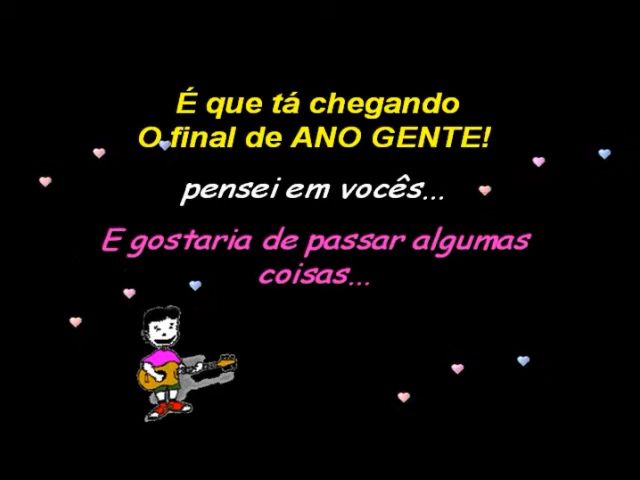 É que tá chegando
O final de ANO GENTE!
pensei em vocês...
E gostaria de passar algumas
coisas...